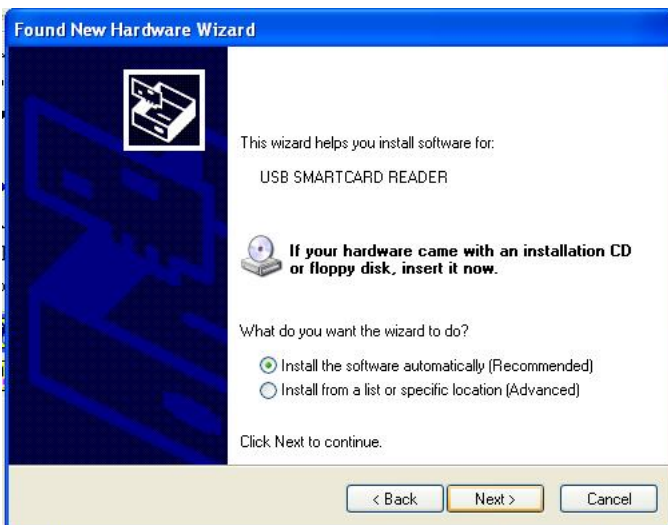 Found New Hardware Wizard
This wizard helps you install software for:
USB SMARTCARD READER
If your hardware came with an installation CD
or floppy disk, insert it now.
What do you want the wizard to do?
Install the software automatically (Recommended)
Install from a list or specific location (Advanced)
Click Next to continue.
< Back Next > Cancel